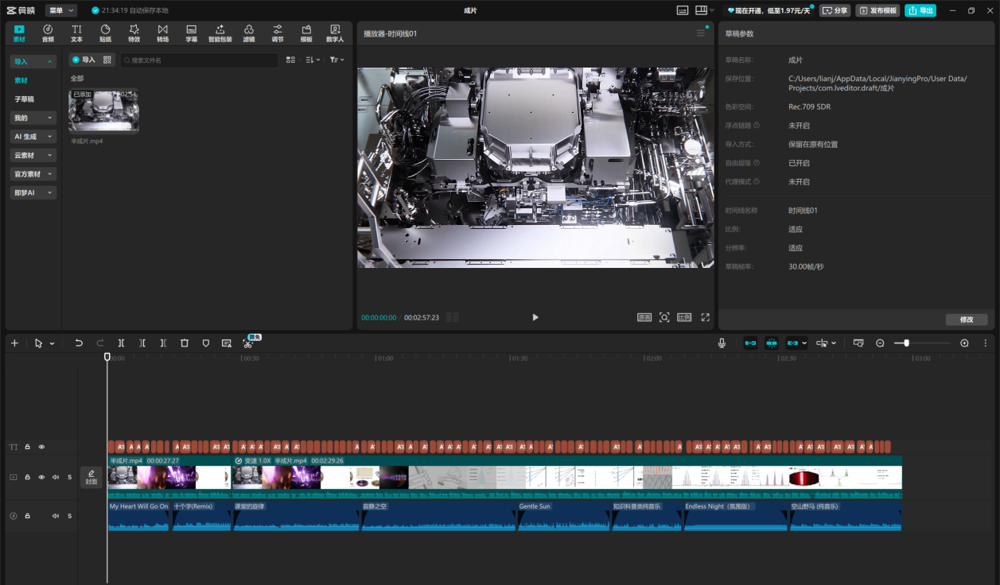 剪映
菜单
21:34:19 自动保存本地
成片
现在开通，低至1.97元/天
分享
发布模板
导出
素材
音频
文本
贴纸
特效
转场
字幕
智能包装
滤镜
调节
模板
数字人
导入
素材
子草稿
我的
AI 生成
云素材
官方素材
即梦AI
导入
搜索文件名
全部
已添加
02:54
半成片.mp4
播放器-时间线01
00:00:00:00 / 00:02:57:23
原画
比例
草稿参数
草稿名称:
成片
保存位置:
C:/Users/lianj/AppData/Local/JianyingPro/User Data/
Projects/com.lveditor.draft/成片
色彩空间:
Rec.709 SDR
浮点链路
未开启
导入方式:
保留在原有位置
自由层级
已开启
代理模式
未开启
时间线名称
时间线01
比例:
适应
分辨率:
适应
草稿帧率:
30.00帧/秒
修改
限免
00:00
00:30
01:00
01:30
02:00
02:30
03:00
TI
封面
半成片.mp4 00:00:27:27
变速 1.0X 半成片.mp4 00:02:29:26
S
My Heart Will Go On
十个字(Remix)
课堂的旋律
寂静之空
Gentle Sun
知识科普类纯音乐
Endless Night（氛围版）
空山野马 (纯音乐)
S